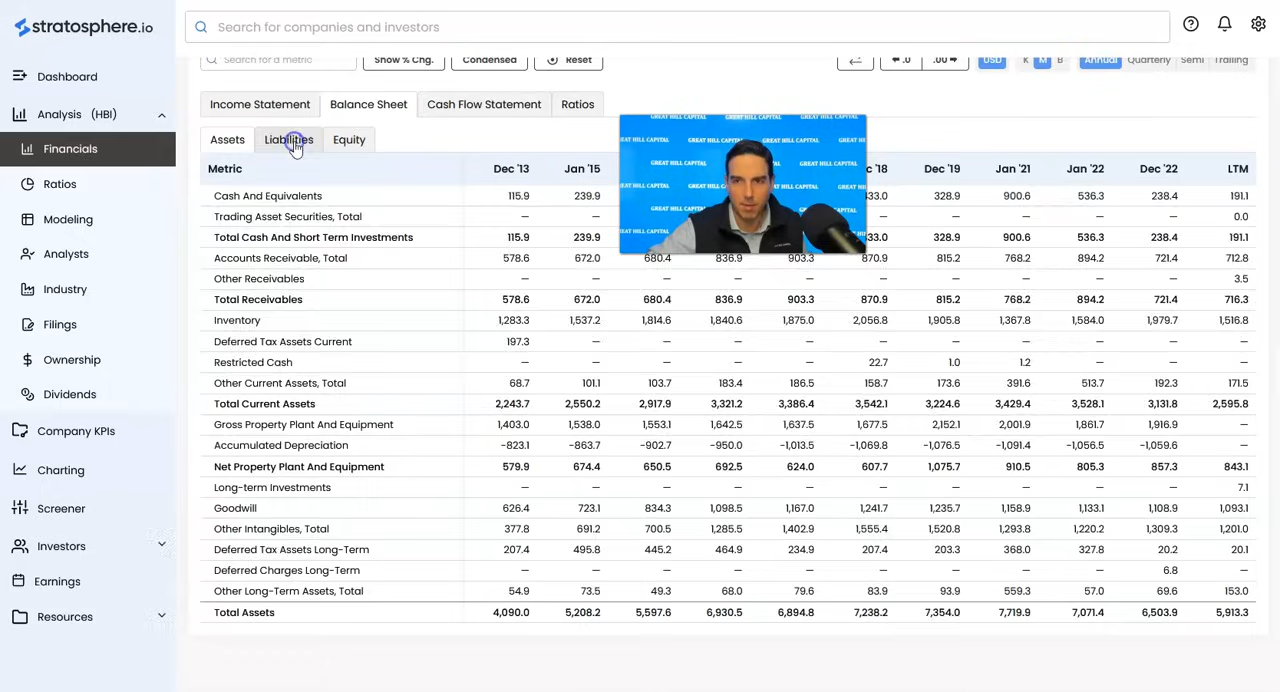 stratosphere.io
Search for companies and investors
Dashboard
Analysis (HBI)
Financials
Ratios
Modeling
Analysts
Industry
Filings
Ownership
Dividends
Company KPIs
Charting
Screener
Investors
Earnings
Resources
Search for a metric Show % Chg. Condensed Reset .0 .00 USD K M B Annual Quarterly Semi Trailing
Income Statement Balance Sheet Cash Flow Statement Ratios
Assets Liabilities Equity
GREAT HILL CAPITAL GREAT HILL CAPITAL GREAT HILL CAPITAL
GREAT HILL CAPITAL GREAT HILL CAPITAL
Metric Dec '13 Jan '15 '18 Dec '19 Jan '21 Jan '22 Dec '22 LTM
Cash And Equivalents 115.9 239.9 33.0 328.9 900.6 536.3 238.4 191.1
Trading Asset Securities, Total — — — — — — 0.0
Total Cash And Short Term Investments 115.9 239.9 33.0 328.9 900.6 536.3 238.4 191.1
Accounts Receivable, Total 578.6 672.0 680.4 836.9 903.3 870.9 815.2 768.2 894.2 721.4 712.8
Other Receivables — — — — — — — — — — 3.5
Total Receivables 578.6 672.0 680.4 836.9 903.3 870.9 815.2 768.2 894.2 721.4 716.3
Inventory 1,283.3 1,537.2 1,814.6 1,840.6 1,875.0 2,056.8 1,905.8 1,367.8 1,584.0 1,979.7 1,516.8
Deferred Tax Assets Current 197.3 — — — — — — — — — —
Restricted Cash — — — — — 22.7 1.0 1.2 — — —
Other Current Assets, Total 68.7 101.1 103.7 183.4 186.5 158.7 173.6 391.6 513.7 192.3 171.5
Total Current Assets 2,243.7 2,550.2 2,917.9 3,321.2 3,386.4 3,542.1 3,224.6 3,429.4 3,528.1 3,131.8 2,595.8
Gross Property Plant And Equipment 1,403.0 1,538.0 1,553.1 1,642.5 1,637.5 1,677.5 2,152.1 2,001.9 1,861.7 1,916.9 —
Accumulated Depreciation -823.1 -863.7 -902.7 -950.0 -1,013.5 -1,069.8 -1,076.5 -1,091.4 -1,056.5 -1,059.6 —
Net Property Plant And Equipment 579.9 674.4 650.5 692.5 624.0 607.7 1,075.7 910.5 805.3 857.3 843.1
Long-term Investments — — — — — — — — — — 7.1
Goodwill 626.4 723.1 834.3 1,098.5 1,167.0 1,241.7 1,235.7 1,158.9 1,133.1 1,108.9 1,093.1
Other Intangibles, Total 377.8 691.2 700.5 1,285.5 1,402.9 1,555.4 1,520.8 1,293.8 1,220.2 1,309.3 1,201.0
Deferred Tax Assets Long-Term 207.4 495.8 445.2 464.9 234.9 207.4 203.3 368.0 327.8 20.2 20.1
Deferred Charges Long-Term — — — — — — — — — 6.8 —
Other Long-Term Assets, Total 54.9 73.5 49.3 68.0 79.6 83.9 93.9 559.3 57.0 69.6 153.0
Total Assets 4,090.0 5,208.2 5,597.6 6,930.5 6,894.8 7,238.2 7,354.0 7,719.9 7,071.4 6,503.9 5,913.3